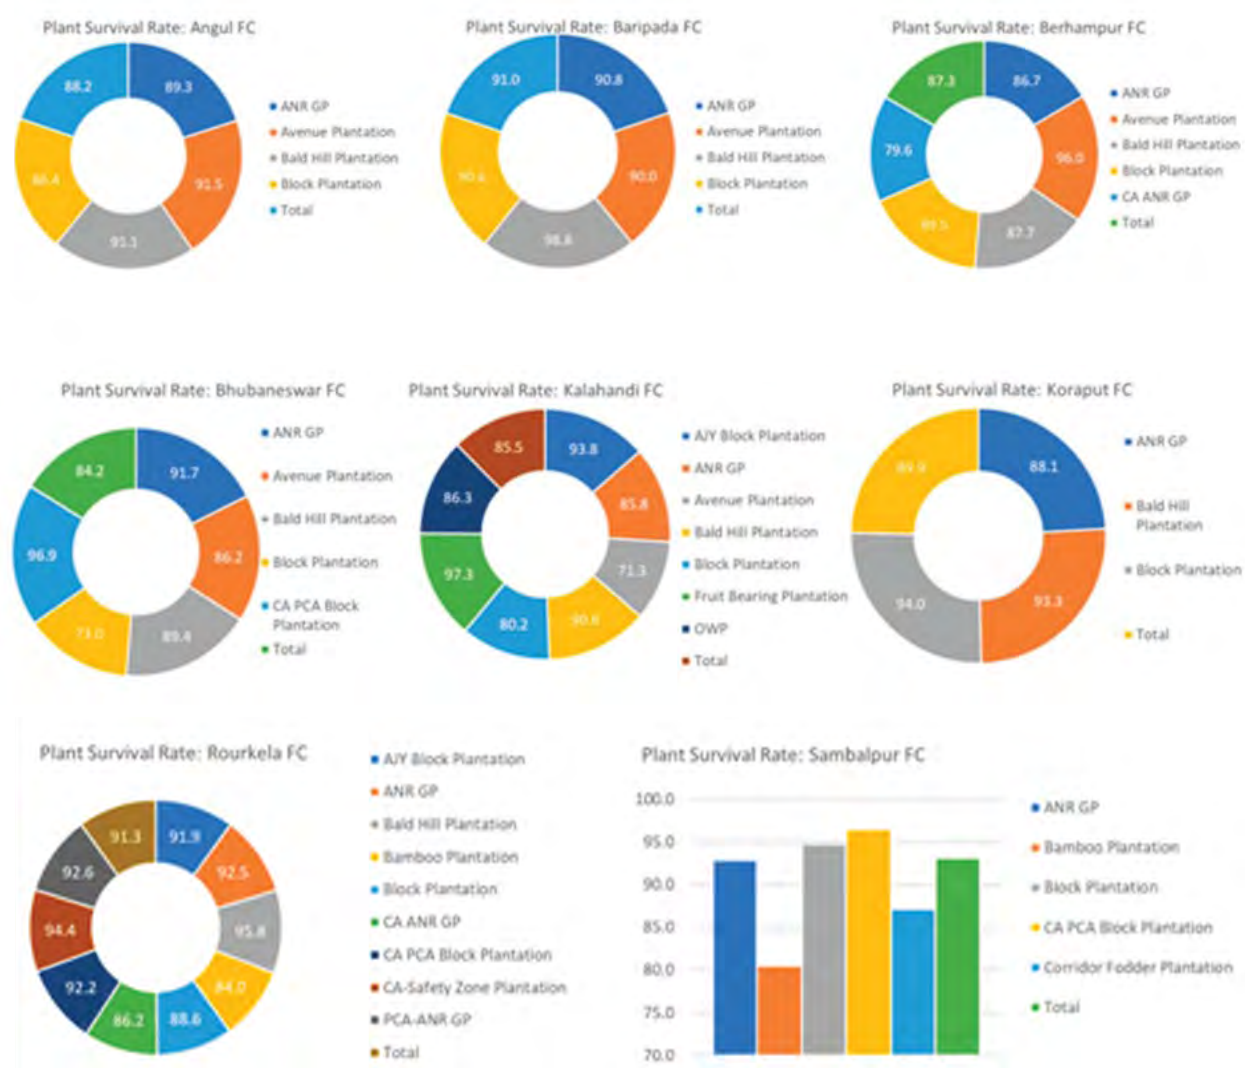 Plant Survival Rate: Angul FC
88.2
89.3
91.5
91.1
ANR GP
Avenue Plantation
Bald Hill Plantation
Block Plantation
Total
Plant Survival Rate: Baripada FC
91.0
90.8
90.0
98.8
ANR GP
Avenue Plantation
Bald Hill Plantation
Block Plantation
Total
Plant Survival Rate: Berhampur FC
87.3
86.7
79.6
96.0
87.7
ANR GP
Avenue Plantation
Bald Hill Plantation
Block Plantation
CA ANR GP
Total
Plant Survival Rate: Bhubaneswar FC
84.2
91.7
96.9
86.2
73.0
89.4
ANR GP
Avenue Plantation
Bald Hill Plantation
Block Plantation
CA PCA Block
Plantation
Total
Plant Survival Rate: Kalahandi FC
85.5
93.8
86.3
85.8
97.3
71.3
80.2
AJY Block Plantation
ANR GP
Avenue Plantation
Bald Hill Plantation
Block Plantation
Fruit Bearing Plantation
OWP
Total
Plant Survival Rate: Koraput FC
89.9
88.1
94.0
93.3
ANR GP
Bald Hill
Plantation
Block Plantation
Total
Plant Survival Rate: Rourkela FC
91.3
91.9
92.6
92.5
94.4
95.8
92.2
84.0
86.2
88.6
AJY Block Plantation
ANR GP
Bald Hill Plantation
Bamboo Plantation
Block Plantation
CA ANR GP
CA PCA Block Plantation
CA-Safety Zone Plantation
PCA-ANR GP
Total
Plant Survival Rate: Sambalpur FC
100.0
95.0
90.0
85.0
80.0
75.0
70.0
ANR GP
Bamboo Plantation
Block Plantation
CA PCA Block Plantation
Corridor Fodder Plantation
Total